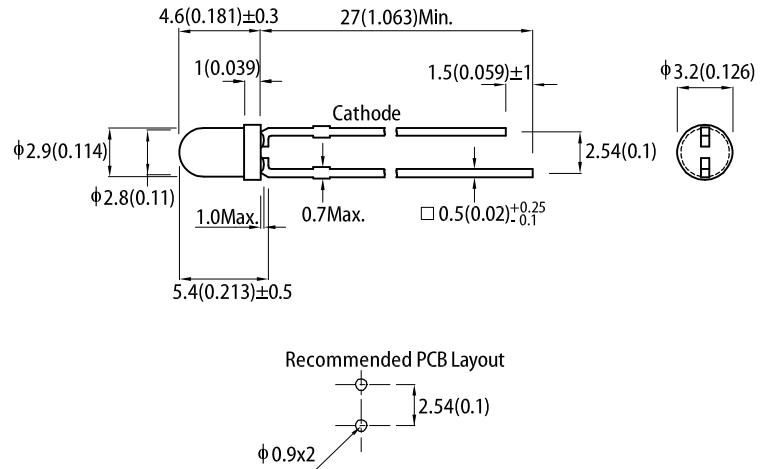 4.6(0.181)±0.3
27(1.063)Min.
1(0.039)
1.5(0.059)±1
ϕ3.2(0.126)
Cathode
ϕ2.9(0.114)
2.54(0.1)
ϕ2.8(0.11)
1.0Max.
0.7Max.
□ 0.5(0.02)+0.25
- 0.1
5.4(0.213)±0.5
Recommended PCB Layout
2.54(0.1)
ϕ0.9x2